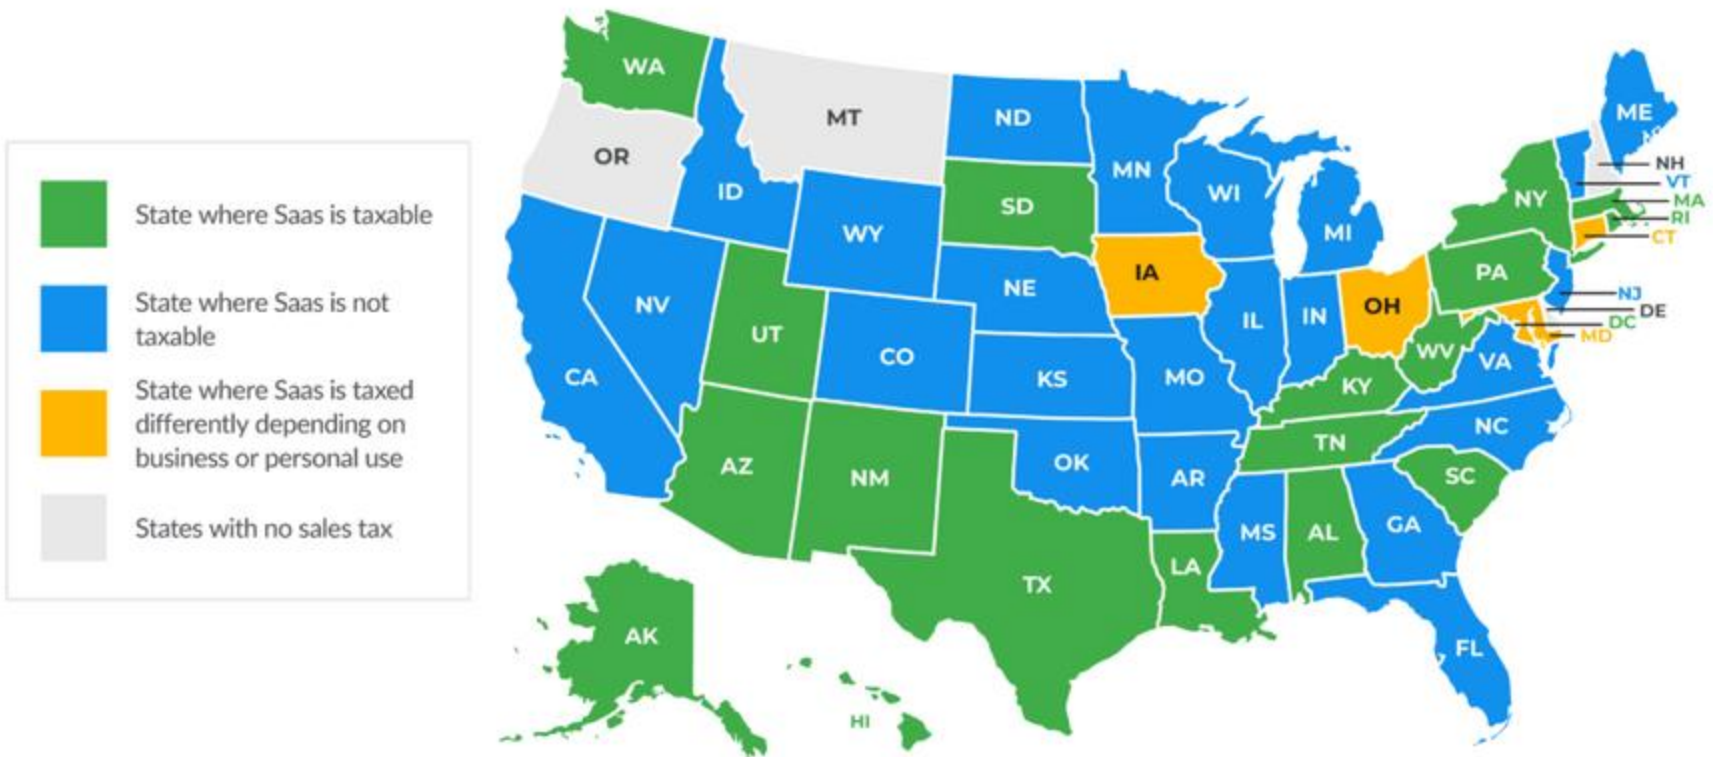 State where Saas is taxable
State where Saas is not
taxable
State where Saas is taxed
differently depending on
business or personal use
States with no sales tax
WA
MT
ND
MN
ME
OR
ID
SD
WI
MI
NY
NH
VT
MA
RI
CT
WY
IA
PA
NV
NE
IL
IN
OH
NJ
DE
DC
MD
UT
CO
KS
MO
WV
VA
CA
KY
AZ
NM
OK
AR
TN
NC
SC
MS
AL
GA
TX
LA
AK
FL
HI